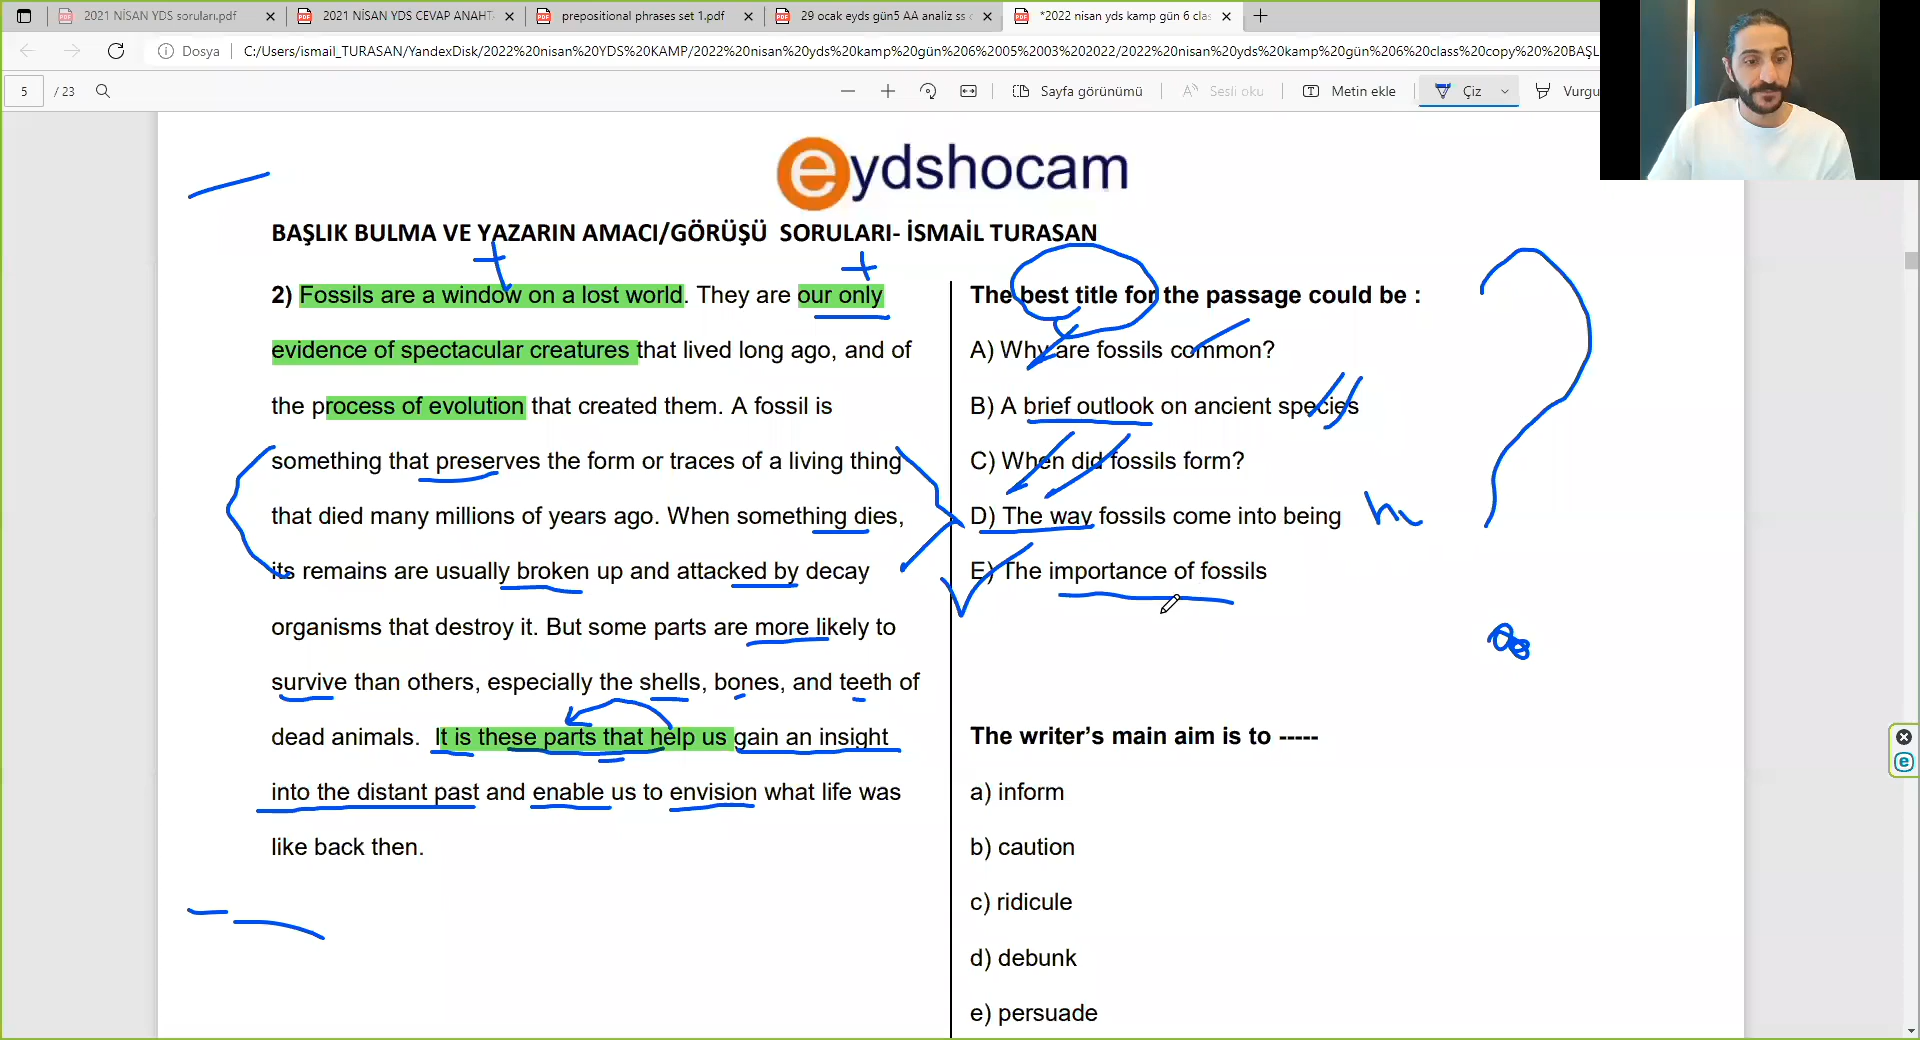 2021 NİSAN YDS soruları.pdf
2021 NİSAN YDS CEVAP ANAHT
prepositional phrases set 1.pdf
29 ocak eyds gün5 AA analiz ss c
*2022 nisan yds kamp gün 6 clas
Dosya
C:/Users/ismail_TURASAN/YandexDisk/2022%20nisan%20YDS%20KAMP/2022%20nisan%20yds%20kamp%20gün%206%2005%2003%202022/2022%20nisan%20yds%20kamp%20gün%206%20class%20copy%20%20BAŞL
5 / 23
Sayfa görünümü
Sesli oku
Metin ekle
Çiz
Vurgu
eydshocam
BAŞLIK BULMA VE YAZARIN AMACI/GÖRÜŞÜ SORULARI- İSMAİL TURASAN
2) Fossils are a window on a lost world. They are our only
evidence of spectacular creatures that lived long ago, and of
the process of evolution that created them. A fossil is
something that preserves the form or traces of a living thing
that died many millions of years ago. When something dies,
its remains are usually broken up and attacked by decay
organisms that destroy it. But some parts are more likely to
survive than others, especially the shells, bones, and teeth of
dead animals. It is these parts that help us gain an insight
into the distant past and enable us to envision what life was
like back then.
The best title for the passage could be :
A) Why are fossils common?
B) A brief outlook on ancient species
C) When did fossils form?
D) The way fossils come into being
E) The importance of fossils
The writer’s main aim is to -----
a) inform
b) caution
c) ridicule
d) debunk
e) persuade